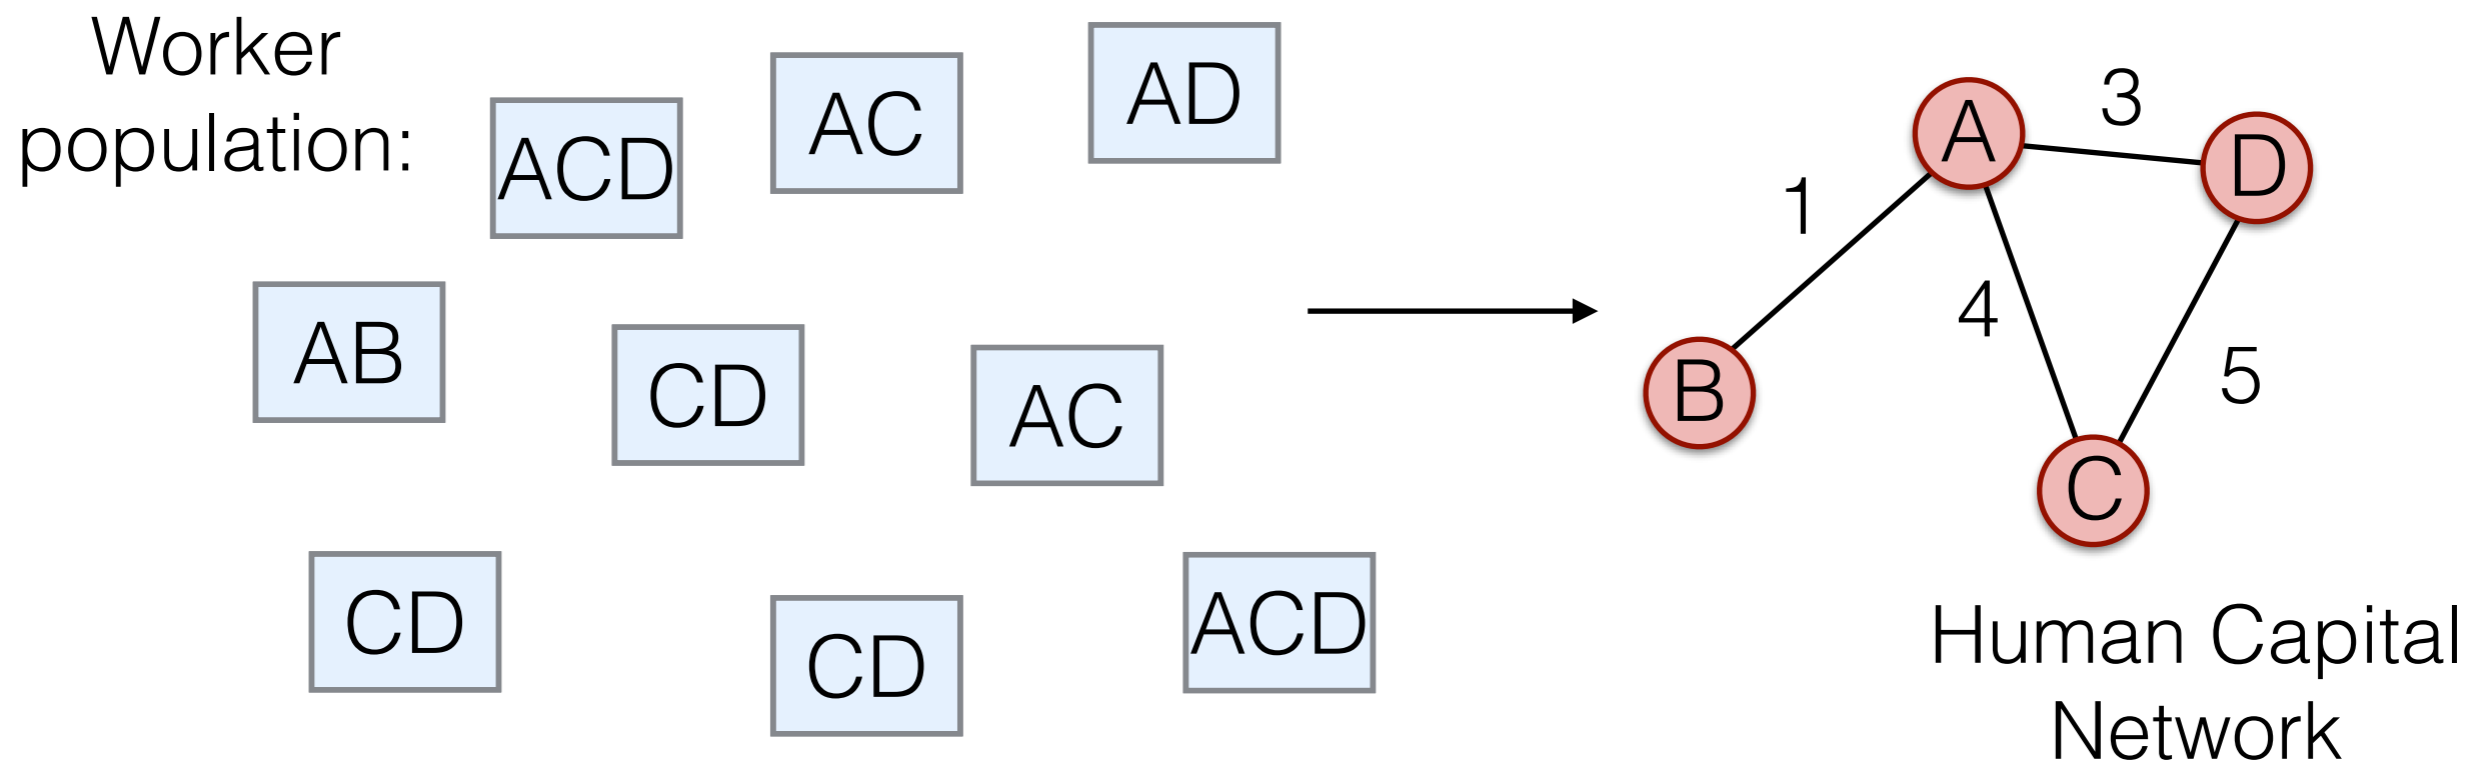 Worker
population:
ACD
AC
AD
AB
CD
AC
CD
CD
ACD
A
3
D
1
4
B
5
C
Human Capital
Network